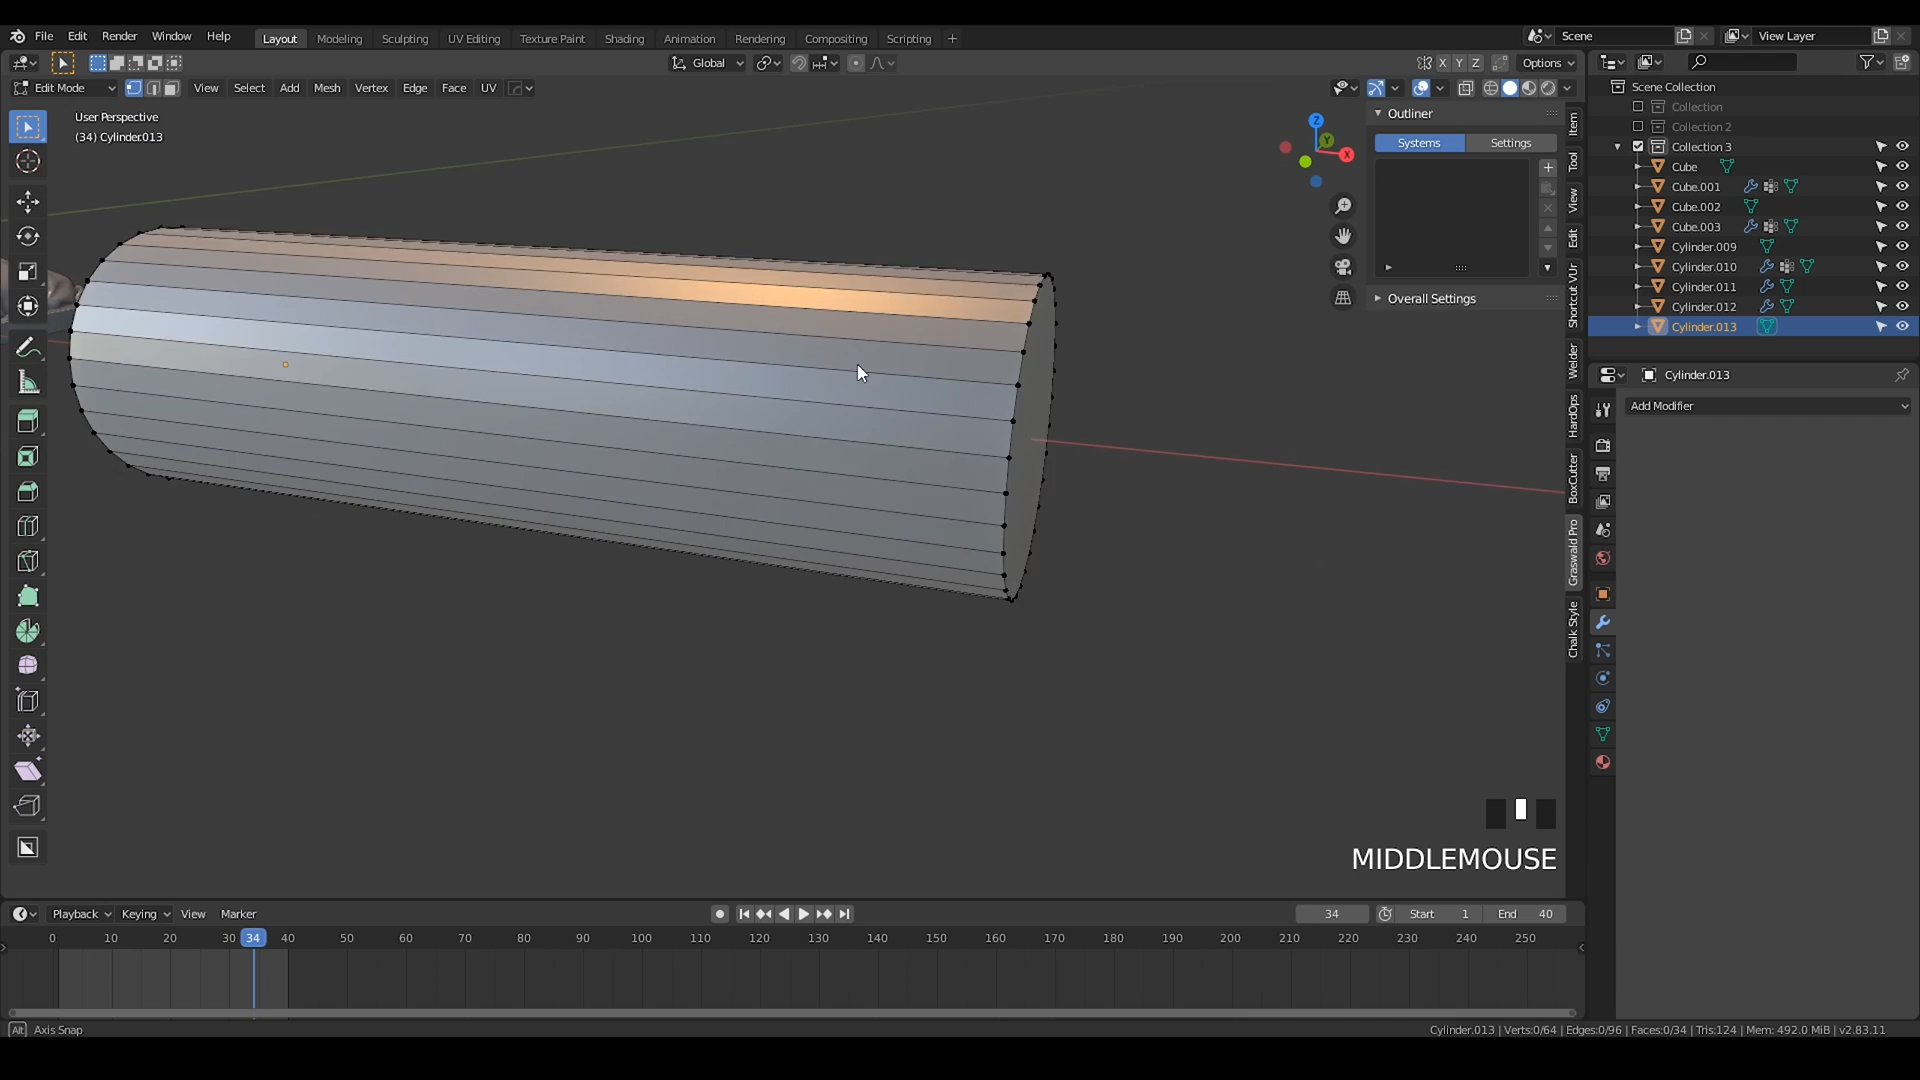 File Edit Render Window Help Layout Modeling Sculpting UV Editing Texture Paint Shading Animation Rendering Compositing Scripting + Scene View Layer
Global X Y Z Options
Edit Mode View Select Add Mesh Vertex Edge Face UV
User Perspective
(34) Cylinder.013
Z
X
Y
Outliner
Systems Settings
Overall Settings
Item
Tool
View
Edit
Shortcut VUr
Welder
HardOps
BoxCutter
Graswald Pro
Chalk Style
Scene Collection
Collection
Collection 2
Collection 3
Cube
Cube.001
Cube.002
Cube.003
Cylinder.009
Cylinder.010
Cylinder.011
Cylinder.012
Cylinder.013
Cylinder.013
Add Modifier
MIDDLEMOUSE
Playback Keying View Marker 34 Start 1 End 40
0 10 20 30 34 40 50 60 70 80 90 100 110 120 130 140 150 160 170 180 190 200 210 220 230 240 250
Alt Axis Snap
Cylinder.013 | Verts:0/64 | Edges:0/96 | Faces:0/34 | Tris:124 | Mem: 492.0 MiB | v2.83.11